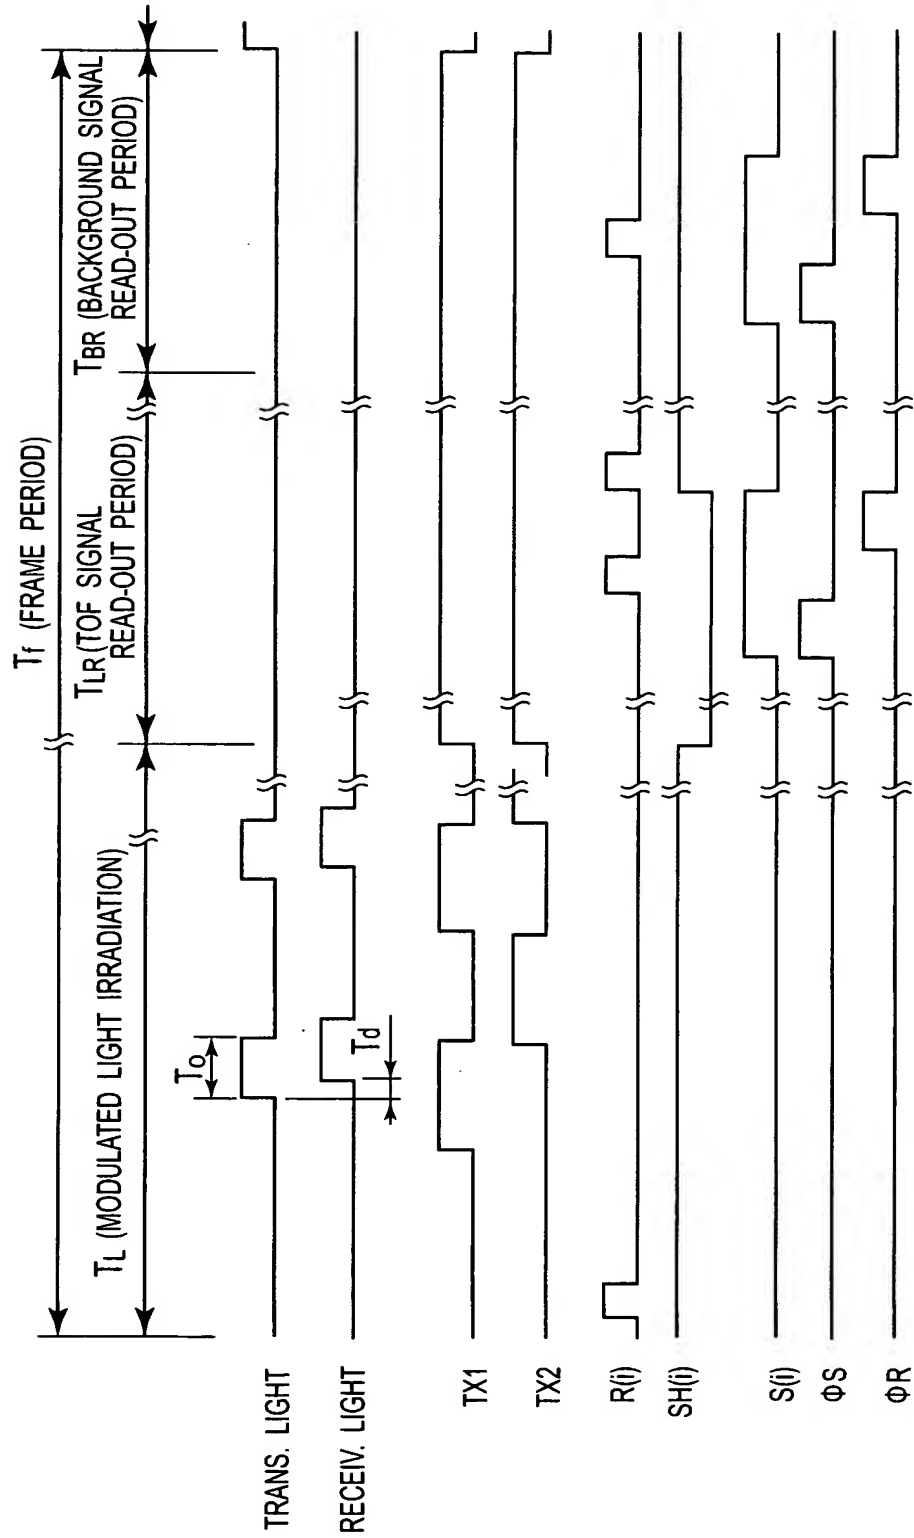 Tf (FRAME PERIOD)
TL (MODULATED LIGHT IRRADIATION)
TLR (TOF SIGNAL
READ-OUT PERIOD)
TBR (BACKGROUND SIGNAL
READ-OUT PERIOD)
To
Td
TRANS. LIGHT
RECEIV. LIGHT
TX1
TX2
R(i)
SH(i)
S(i)
ΦS
ΦR